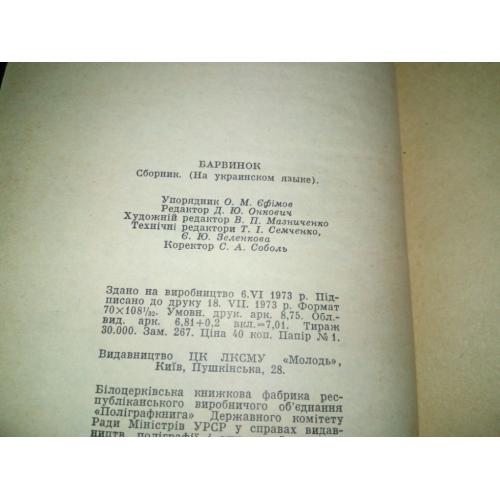 БАРВИНОК
Сборник. (На украинском языке).
Упорядник О. М. Єфімов
Редактор Д. Ю. Онкович
Художній редактор В. П. Мазниченко
Технічні редактори Т. І. Семченко,
Є. Ю. Зеленкова
Коректор С. А. Соболь
Здано на виробництво 6.VI 1973 р. Під-
писано до друку 18. VII. 1973 р. Формат
70×108¹/₃₂. Умовн. друк. арк. 8,75. Обл.-
вид. арк. 6,81+0,2 вкл.=7,01. Тираж
30.000. Зам. 267. Ціна 40 коп. Папір №1.
Видавництво ЦК ЛКСМУ «Молодь»,
Київ, Пушкінська, 28.
Білоцерківська книжкова фабрика рес-
публіканського виробничого об'єднання
«Поліграфкнига» Державного комітету
Ради Міністрів УРСР у справах видав-
ництв, поліграфії і